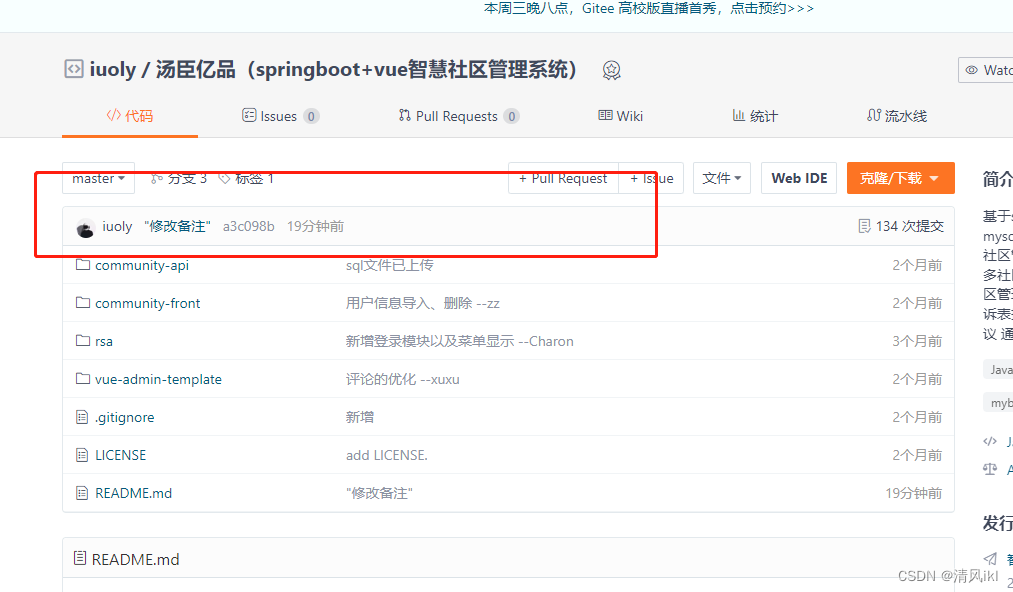 本周三晚八点，Gitee 高校版直播首秀，点击预约>>>
iuoly / 汤臣亿品（springboot+vue智慧社区管理系统）
Watc
代码 Issues 0 Pull Requests 0 Wiki 统计 流水线
master 分支 3 标签 1 + Pull Request + Issue 文件 Web IDE 克隆/下载
简介
iuoly "修改备注" a3c098b 19分钟前 134 次提交
基于s
mysc
community-api sql文件已上传 2个月前
社区管
多社区
community-front 用户信息导入、删除 --zz 2个月前
区管理
诉表扬
rsa 新增登录模块以及菜单显示 --Charon 3个月前
议 通
Java
vue-admin-template 评论的优化 --xuxu 2个月前
myb
.gitignore 新增 2个月前
LICENSE add LICENSE. 2个月前
README.md "修改备注" 19分钟前
发行
README.md
CSDN @清风ikl